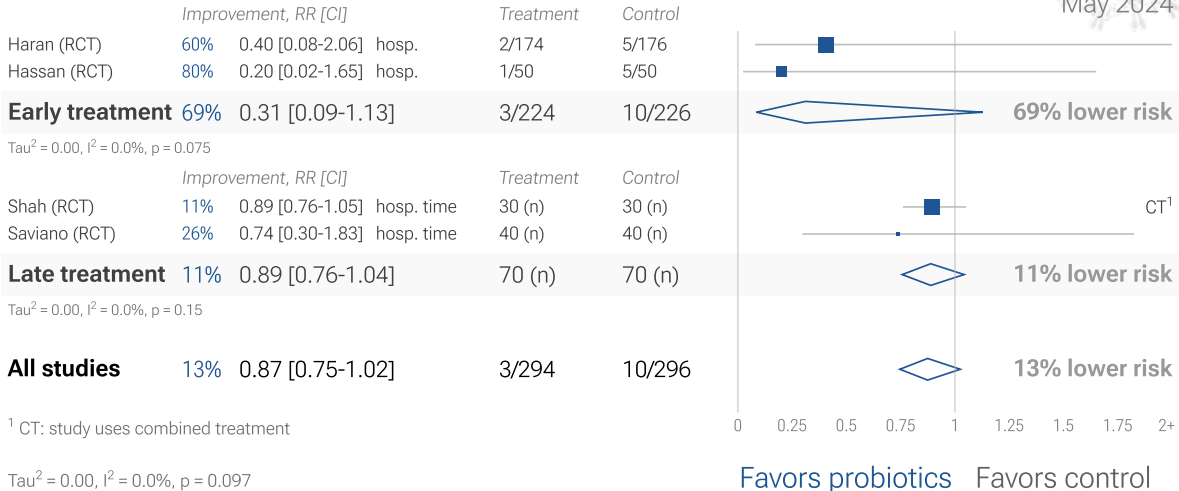 May 2024
Improvement, RR [CI] Treatment Control
Haran (RCT) 60% 0.40 [0.08-2.06] hosp. 2/174 5/176
Hassan (RCT) 80% 0.20 [0.02-1.65] hosp. 1/50 5/50
Early treatment 69% 0.31 [0.09-1.13] 3/224 10/226 69% lower risk
Tau² = 0.00, I² = 0.0%, p = 0.075
Improvement, RR [CI] Treatment Control
Shah (RCT) 11% 0.89 [0.76-1.05] hosp. time 30 (n) 30 (n) CT¹
Saviano (RCT) 26% 0.74 [0.30-1.83] hosp. time 40 (n) 40 (n)
Late treatment 11% 0.89 [0.76-1.04] 70 (n) 70 (n) 11% lower risk
Tau² = 0.00, I² = 0.0%, p = 0.15
All studies 13% 0.87 [0.75-1.02] 3/294 10/296 13% lower risk
¹ CT: study uses combined treatment
0 0.25 0.5 0.75 1 1.25 1.5 1.75 2+
Tau² = 0.00, I² = 0.0%, p = 0.097
Favors probiotics Favors control